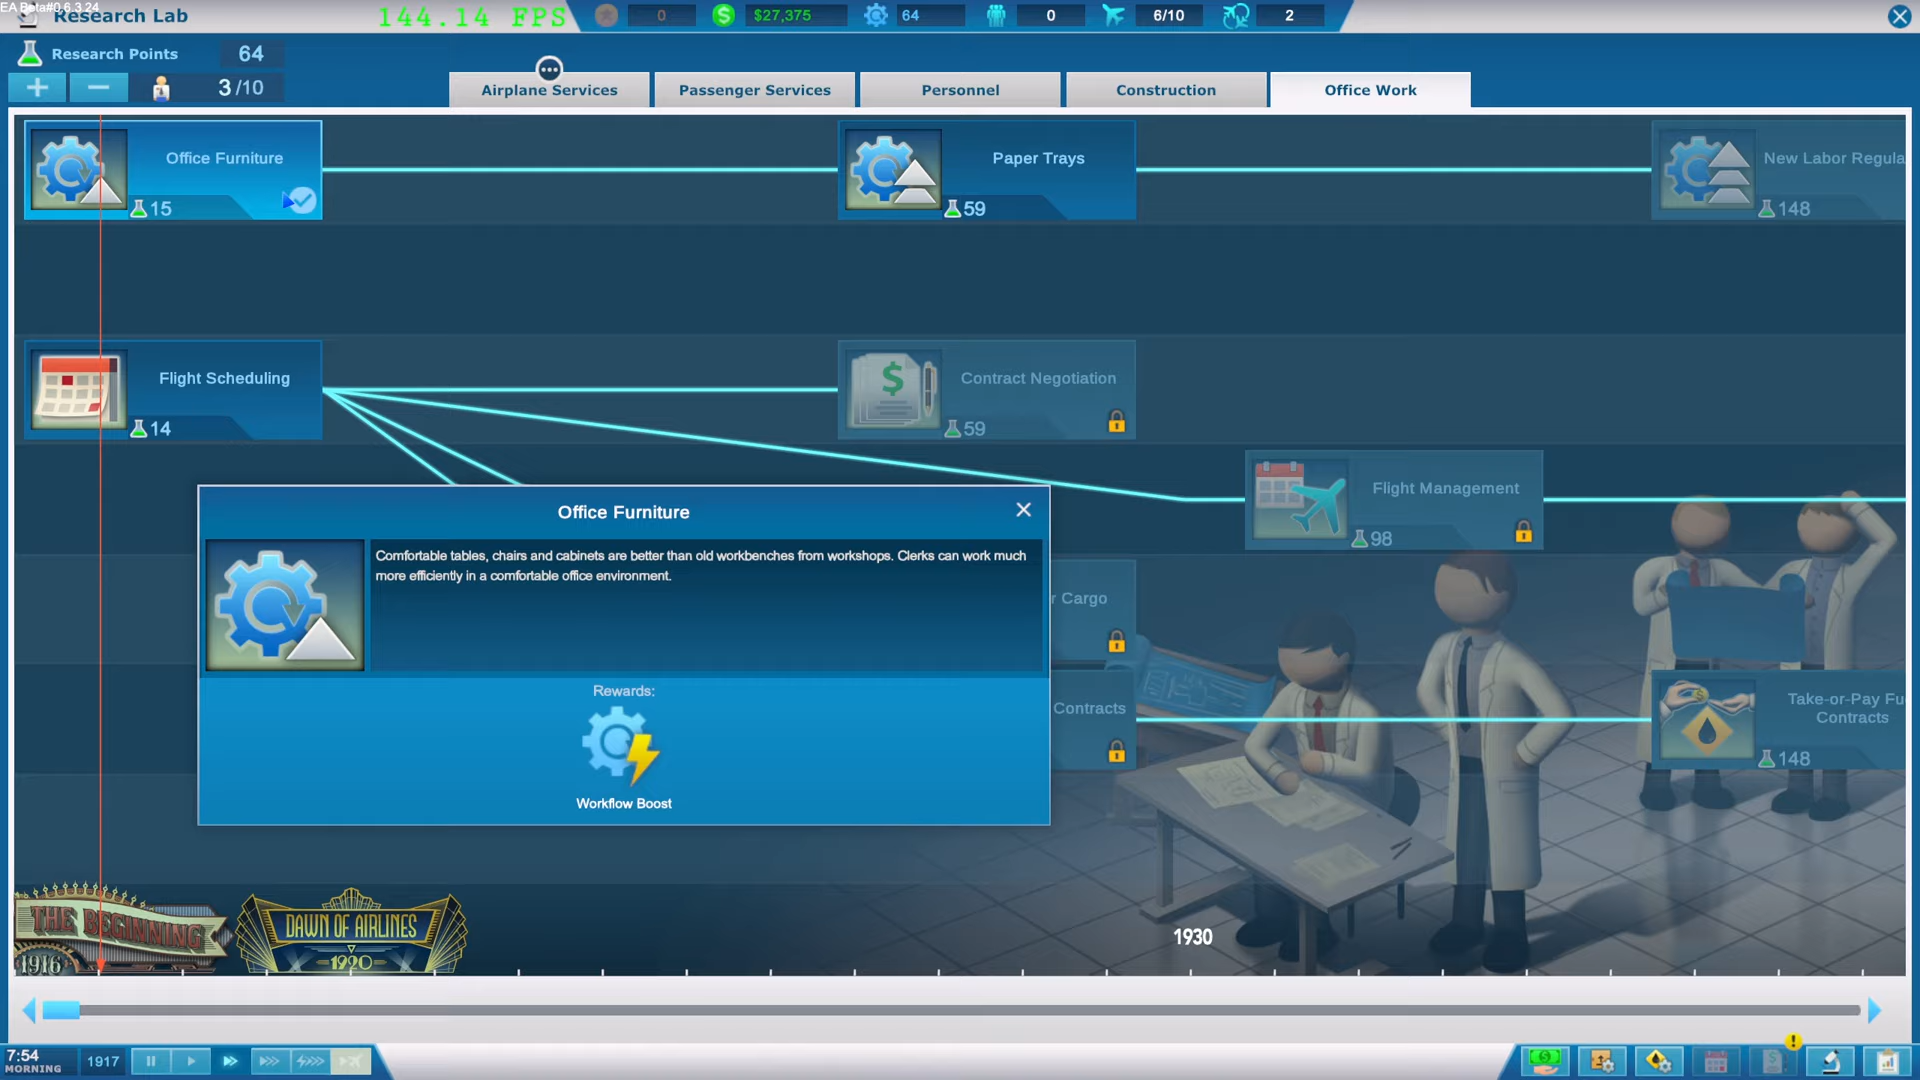 EA Beta#0.6.3.24
Research Lab
144.14 FPS
0
$27,375
64
0
6/10
2
Research Points
64
3/10
Airplane Services
Passenger Services
Personnel
Construction
Office Work
Office Furniture
15
Paper Trays
59
New Labor Regula
148
Flight Scheduling
14
Contract Negotiation
59
Flight Management
98
Office Furniture
Comfortable tables, chairs and cabinets are better than old workbenches from workshops. Clerks can work much
more efficiently in a comfortable office environment.
r Cargo
Rewards:
Workflow Boost
Contracts
Take-or-Pay Fu
Contracts
148
THE BEGINNING
1916
DAWN OF AIRLINES
1920
1930
7:54
MORNING
1917